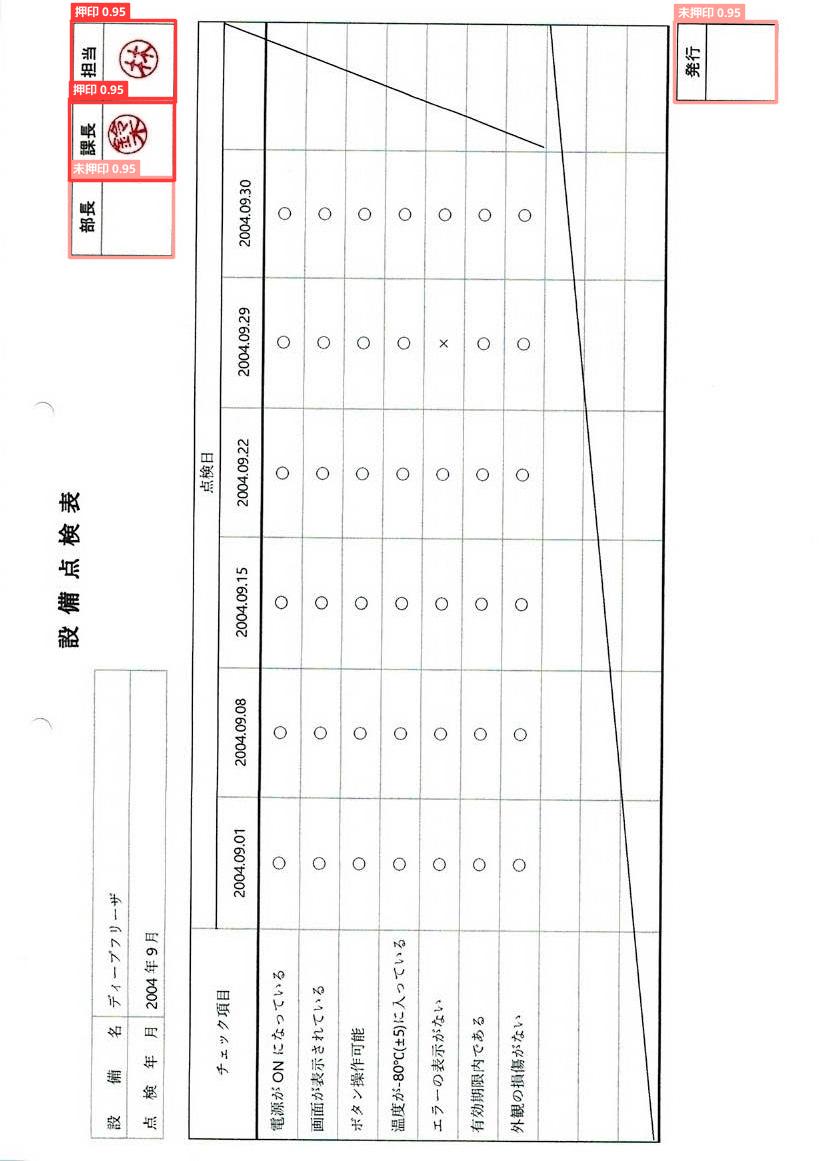 押印 0.95
押印 0.95
未押印 0.95
未押印 0.95
設備点検表
部長 課長 担当
鈴木 林
設備名 ディープフリーザ
点検年月 2004年9月
チェック項目 点検日
2004.09.01 2004.09.08 2004.09.15 2004.09.22 2004.09.29 2004.09.30
電源がONになっている ○ ○ ○ ○ ○ ○
画面が表示されている ○ ○ ○ ○ ○ ○
ボタン操作可能 ○ ○ ○ ○ ○ ○
温度が-80℃(±5)に入っている ○ ○ ○ ○ ○ ○
エラーの表示がない ○ ○ ○ ○ × ○
有効期限内である ○ ○ ○ ○ ○ ○
外観の損傷がない ○ ○ ○ ○ ○ ○
発行